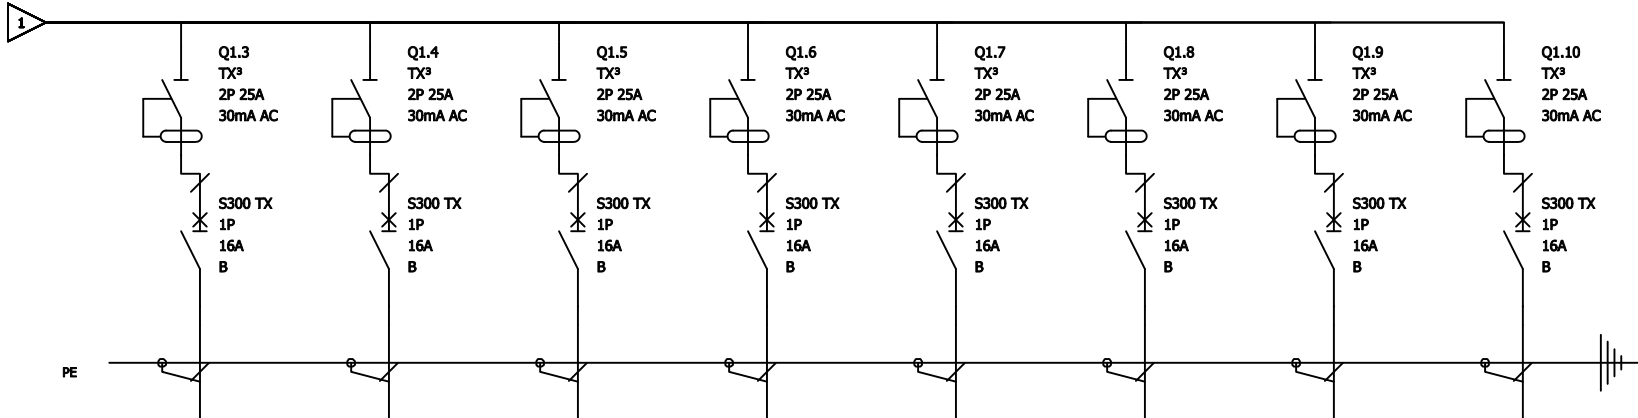 1
Q1.3
TX³
2P 25A
30mA AC
Q1.4
TX³
2P 25A
30mA AC
Q1.5
TX³
2P 25A
30mA AC
Q1.6
TX³
2P 25A
30mA AC
Q1.7
TX³
2P 25A
30mA AC
Q1.8
TX³
2P 25A
30mA AC
Q1.9
TX³
2P 25A
30mA AC
Q1.10
TX³
2P 25A
30mA AC
S300 TX
1P
16A
B
S300 TX
1P
16A
B
S300 TX
1P
16A
B
S300 TX
1P
16A
B
S300 TX
1P
16A
B
S300 TX
1P
16A
B
S300 TX
1P
16A
B
S300 TX
1P
16A
B
PE